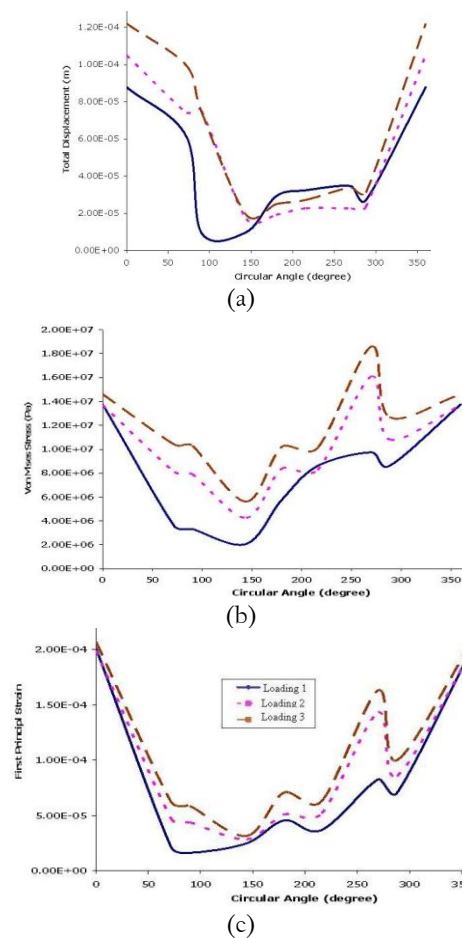 1.20E-04
1.00E-04
8.00E-05
6.00E-05
4.00E-05
2.00E-05
0.00E+00
Total Displacement (m)
0 50 100 150 200 250 300 350
Circular Angle (degree)
(a)
2.00E+07
1.80E+07
1.60E+07
1.40E+07
1.20E+07
1.00E+07
8.00E+06
6.00E+06
4.00E+06
2.00E+06
0.00E+00
Von Mises Stress (Pa)
0 50 100 150 200 250 300 350
Circular Angle (degree)
(b)
2.00E-04
1.50E-04
1.00E-04
5.00E-05
0.00E+00
First Principl Strain
Loading 1
Loading 2
Loading 3
0 50 100 150 200 250 300 35
Circular Angle (degree)
(c)